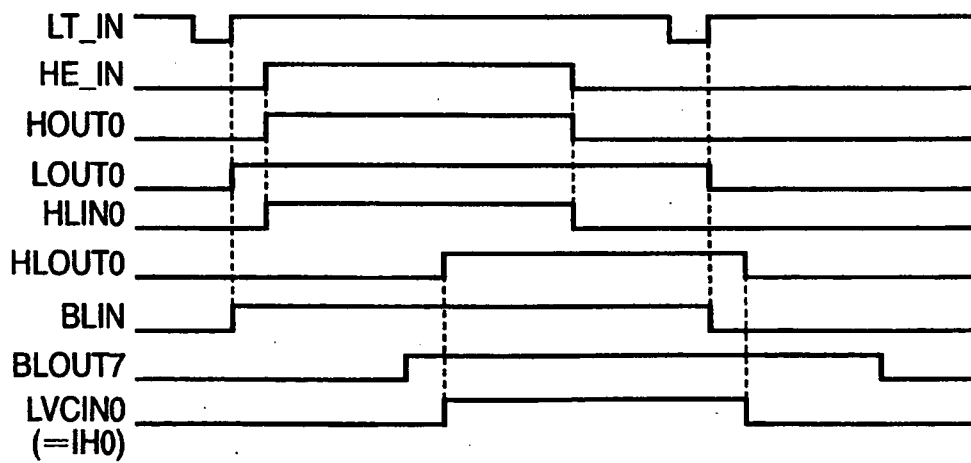 LT_IN
HE_IN
HOUT0
LOUT0
HLIN0
HLOUT0
BLIN
BLOUT7
LVCIN0
(=IH0)